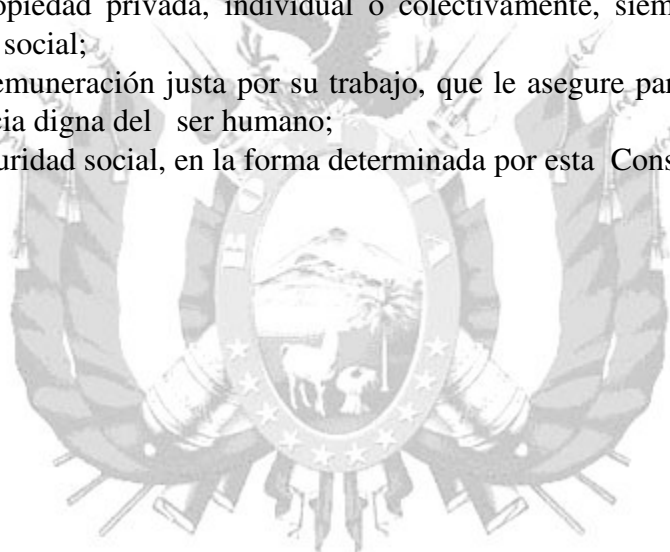 opiedad privada, individual o colectivamente, siem
social;
emuneración justa por su trabajo, que le asegure par
cia digna del ser humano;
uridad social, en la forma determinada por esta Cons